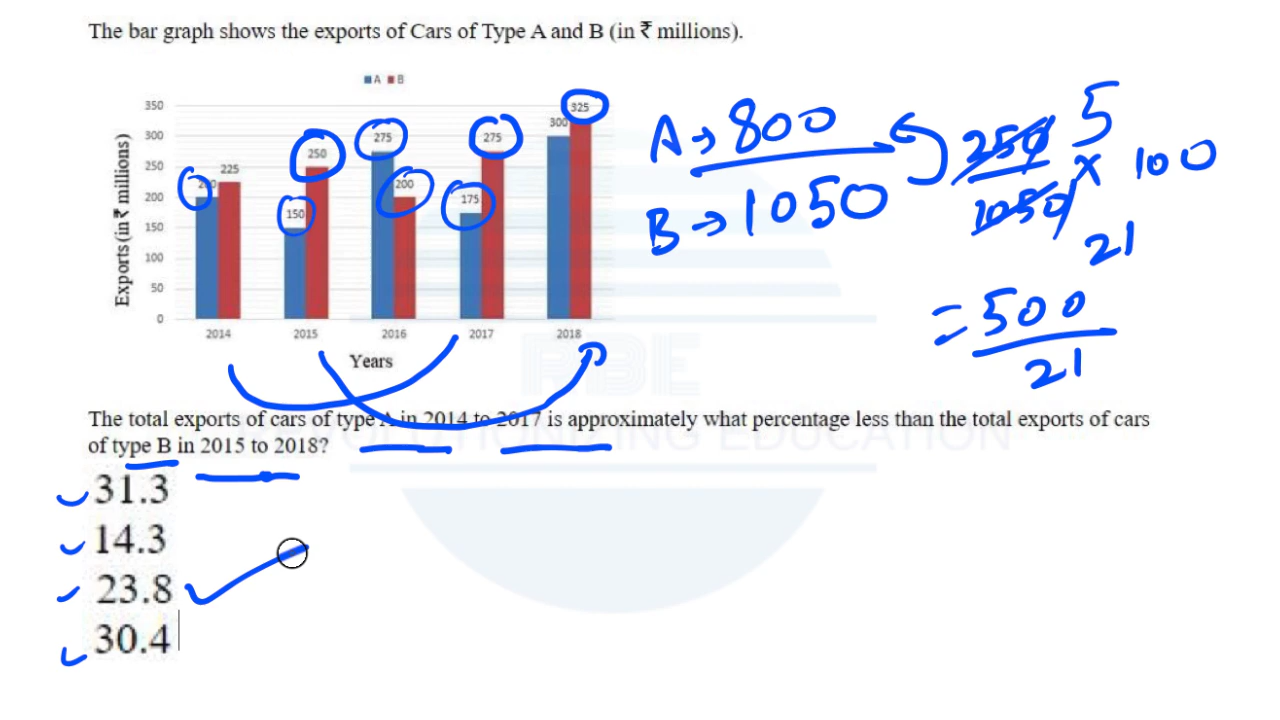 The bar graph shows the exports of Cars of Type A and B (in ₹ millions).
A B
Exports (in ₹ millions)
350
300
250
200
150
100
50
0
200 225
150 250
275 200
175 275
300 325
2014 2015 2016 2017 2018
Years
A → 800
B → 1050
250 5
× 100
1050 21
= 500
21
The total exports of cars of type A in 2014 to 2017 is approximately what percentage less than the total exports of cars
of type B in 2015 to 2018?
31.3
14.3
23.8
30.4